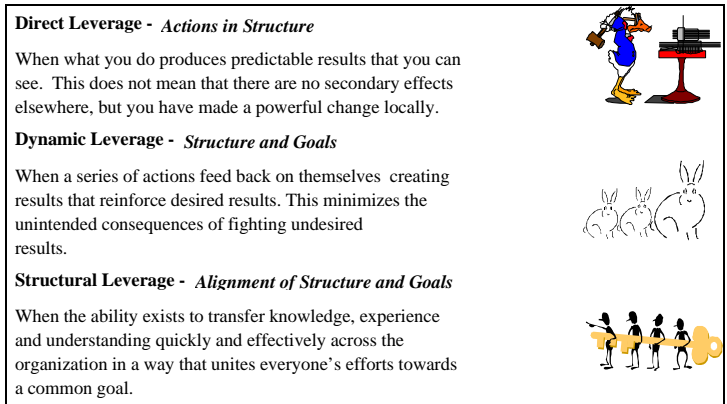 Direct Leverage - Actions in Structure
When what you do produces predictable results that you can
see. This does not mean that there are no secondary effects
elsewhere, but you have made a powerful change locally.
Dynamic Leverage - Structure and Goals
When a series of actions feed back on themselves creating
results that reinforce desired results. This minimizes the
unintended consequences of fighting undesired
results.
Structural Leverage - Alignment of Structure and Goals
When the ability exists to transfer knowledge, experience
and understanding quickly and effectively across the
organization in a way that unites everyone's efforts towards
a common goal.